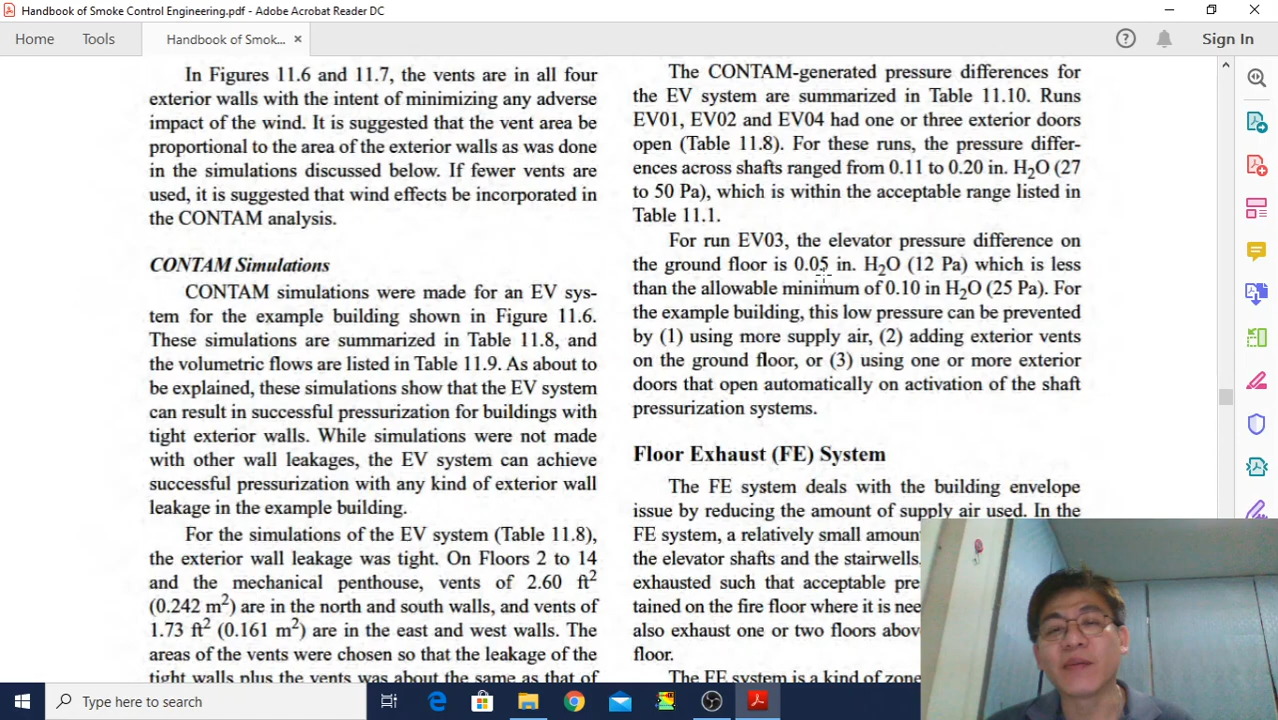 Handbook of Smoke Control Engineering.pdf - Adobe Acrobat Reader DC
Home
Tools
Handbook of Smok...
Sign In
In Figures 11.6 and 11.7, the vents are in all four
exterior walls with the intent of minimizing any adverse
impact of the wind. It is suggested that the vent area be
proportional to the area of the exterior walls as was done
in the simulations discussed below. If fewer vents are
used, it is suggested that wind effects be incorporated in
the CONTAM analysis.
CONTAM Simulations
CONTAM simulations were made for an EV sys-
tem for the example building shown in Figure 11.6.
These simulations are summarized in Table 11.8, and
the volumetric flows are listed in Table 11.9. As about to
be explained, these simulations show that the EV system
can result in successful pressurization for buildings with
tight exterior walls. While simulations were not made
with other wall leakages, the EV system can achieve
successful pressurization with any kind of exterior wall
leakage in the example building.
For the simulations of the EV system (Table 11.8),
the exterior wall leakage was tight. On Floors 2 to 14
and the mechanical penthouse, vents of 2.60 ft²
(0.242 m²) are in the north and south walls, and vents of
1.73 ft² (0.161 m²) are in the east and west walls. The
areas of the vents were chosen so that the leakage of the
tight walls plus the vents was about the same as that of
The CONTAM-generated pressure differences for
the EV system are summarized in Table 11.10. Runs
EV01, EV02 and EV04 had one or three exterior doors
open (Table 11.8). For these runs, the pressure differ-
ences across shafts ranged from 0.11 to 0.20 in. H₂O (27
to 50 Pa), which is within the acceptable range listed in
Table 11.1.
For run EV03, the elevator pressure difference on
the ground floor is 0.05 in. H₂O (12 Pa) which is less
than the allowable minimum of 0.10 in H₂O (25 Pa). For
the example building, this low pressure can be prevented
by (1) using more supply air, (2) adding exterior vents
on the ground floor, or (3) using one or more exterior
doors that open automatically on activation of the shaft
pressurization systems.
Floor Exhaust (FE) System
The FE system deals with the building envelope
issue by reducing the amount of supply air used. In the
FE system, a relatively small amount
the elevator shafts and the stairwells.
exhausted such that acceptable pre
tained on the fire floor where it is nee
also exhaust one or two floors above
floor.
The FE system is a kind of zone
Type here to search